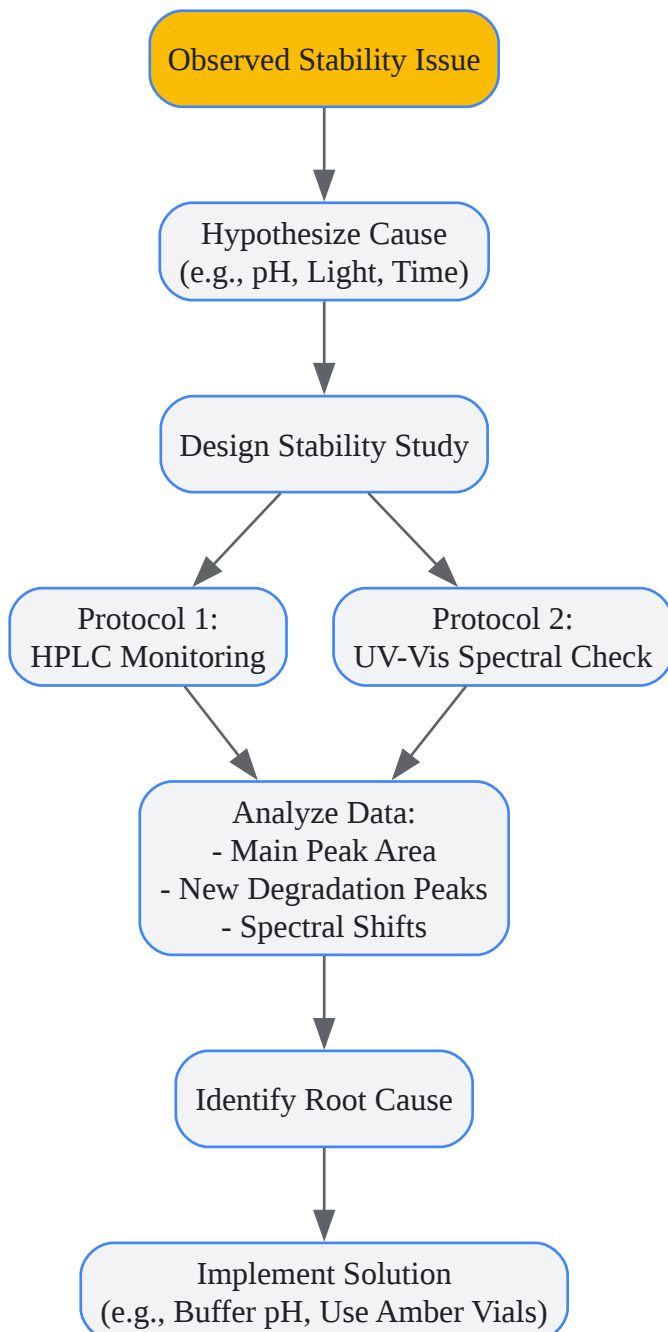 Observed Stability Issue
Hypothesize Cause
(e.g., pH, Light, Time)
Design Stability Study
Protocol 1:
HPLC Monitoring
Protocol 2:
UV-Vis Spectral Check
Analyze Data:
- Main Peak Area
- New Degradation Peaks
- Spectral Shifts
Identify Root Cause
Implement Solution
(e.g., Buffer pH, Use Amber Vials)